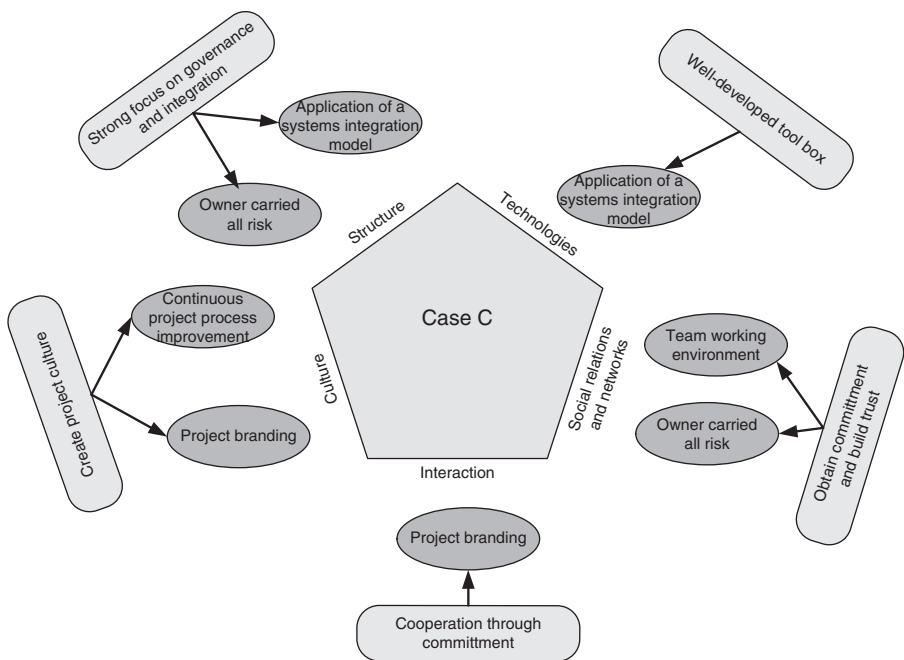 Strong focus on governance
and integration
Application of a
systems integration
model
Owner carried
all risk
Well-developed tool box
Application of a
systems integration
model
Structure
Technologies
Case C
Culture
Social relations
and networks
Interaction
Create project culture
Continuous
project process
improvement
Project branding
Team working
environment
Owner carried
all risk
Obtain committment
and build trust
Project branding
Cooperation through
committment